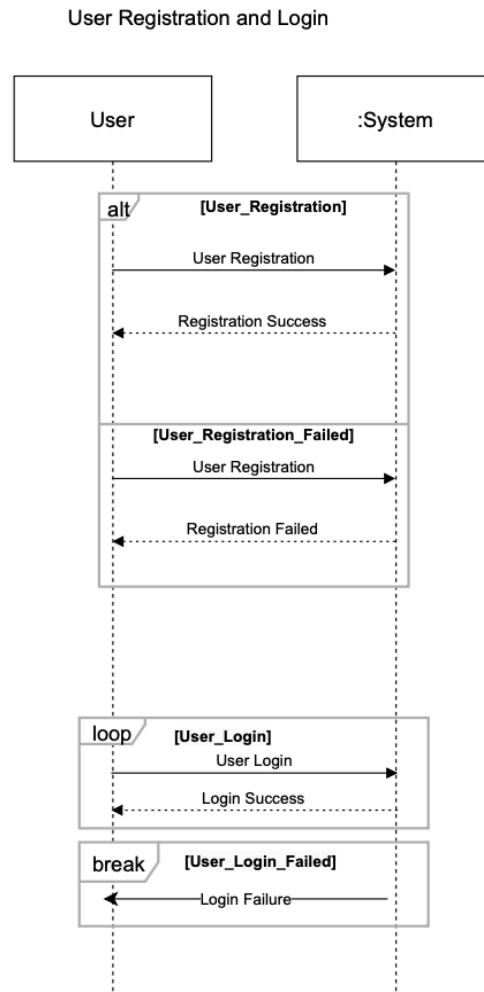 User Registration and Login
User
:System
alt
[User_Registration]
User Registration
Registration Success
[User_Registration_Failed]
User Registration
Registration Failed
loop
[User_Login]
User Login
Login Success
break
[User_Login_Failed]
Login Failure